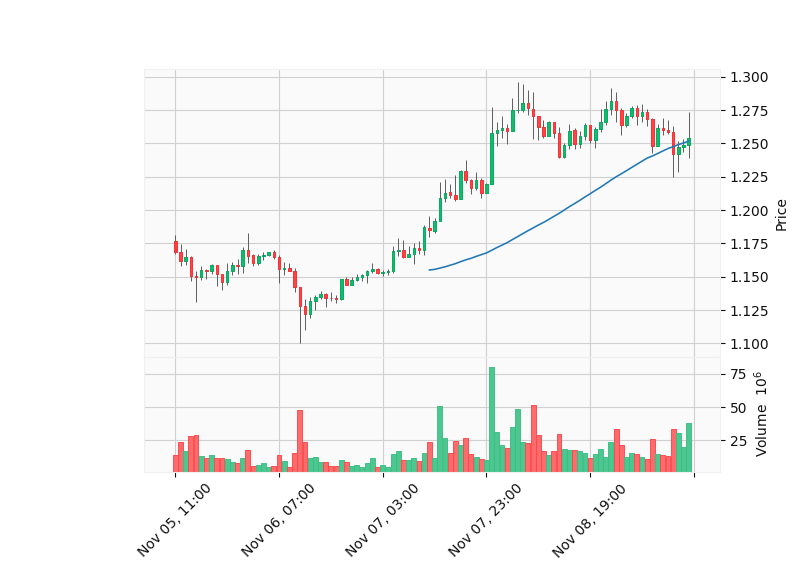 1.300
1.275
1.250
1.225
1.200
1.175
1.150
1.125
1.100
Price
75
50
25
Volume 10^6
Nov 05, 11:00
Nov 06, 07:00
Nov 07, 03:00
Nov 07, 23:00
Nov 08, 19:00